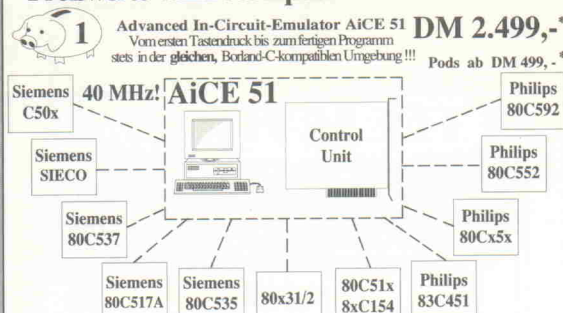 1
Advanced In-Circuit-Emulator AiCE 51
DM 2.499,-*
Vom ersten Tastendruck bis zum fertigen Programm
stets in der gleichen, Borland-C-kompatiblen Umgebung !!!
Pods ab DM 499,-*
Siemens
C50x
40 MHz!
AiCE 51
Control
Unit
Philips
80C592
Siemens
SIECO
Philips
80C552
Siemens
80C537
Philips
80Cx5x
Siemens
80C517A
Siemens
80C535
80x31/2
80C51x
8xC154
Philips
83C451